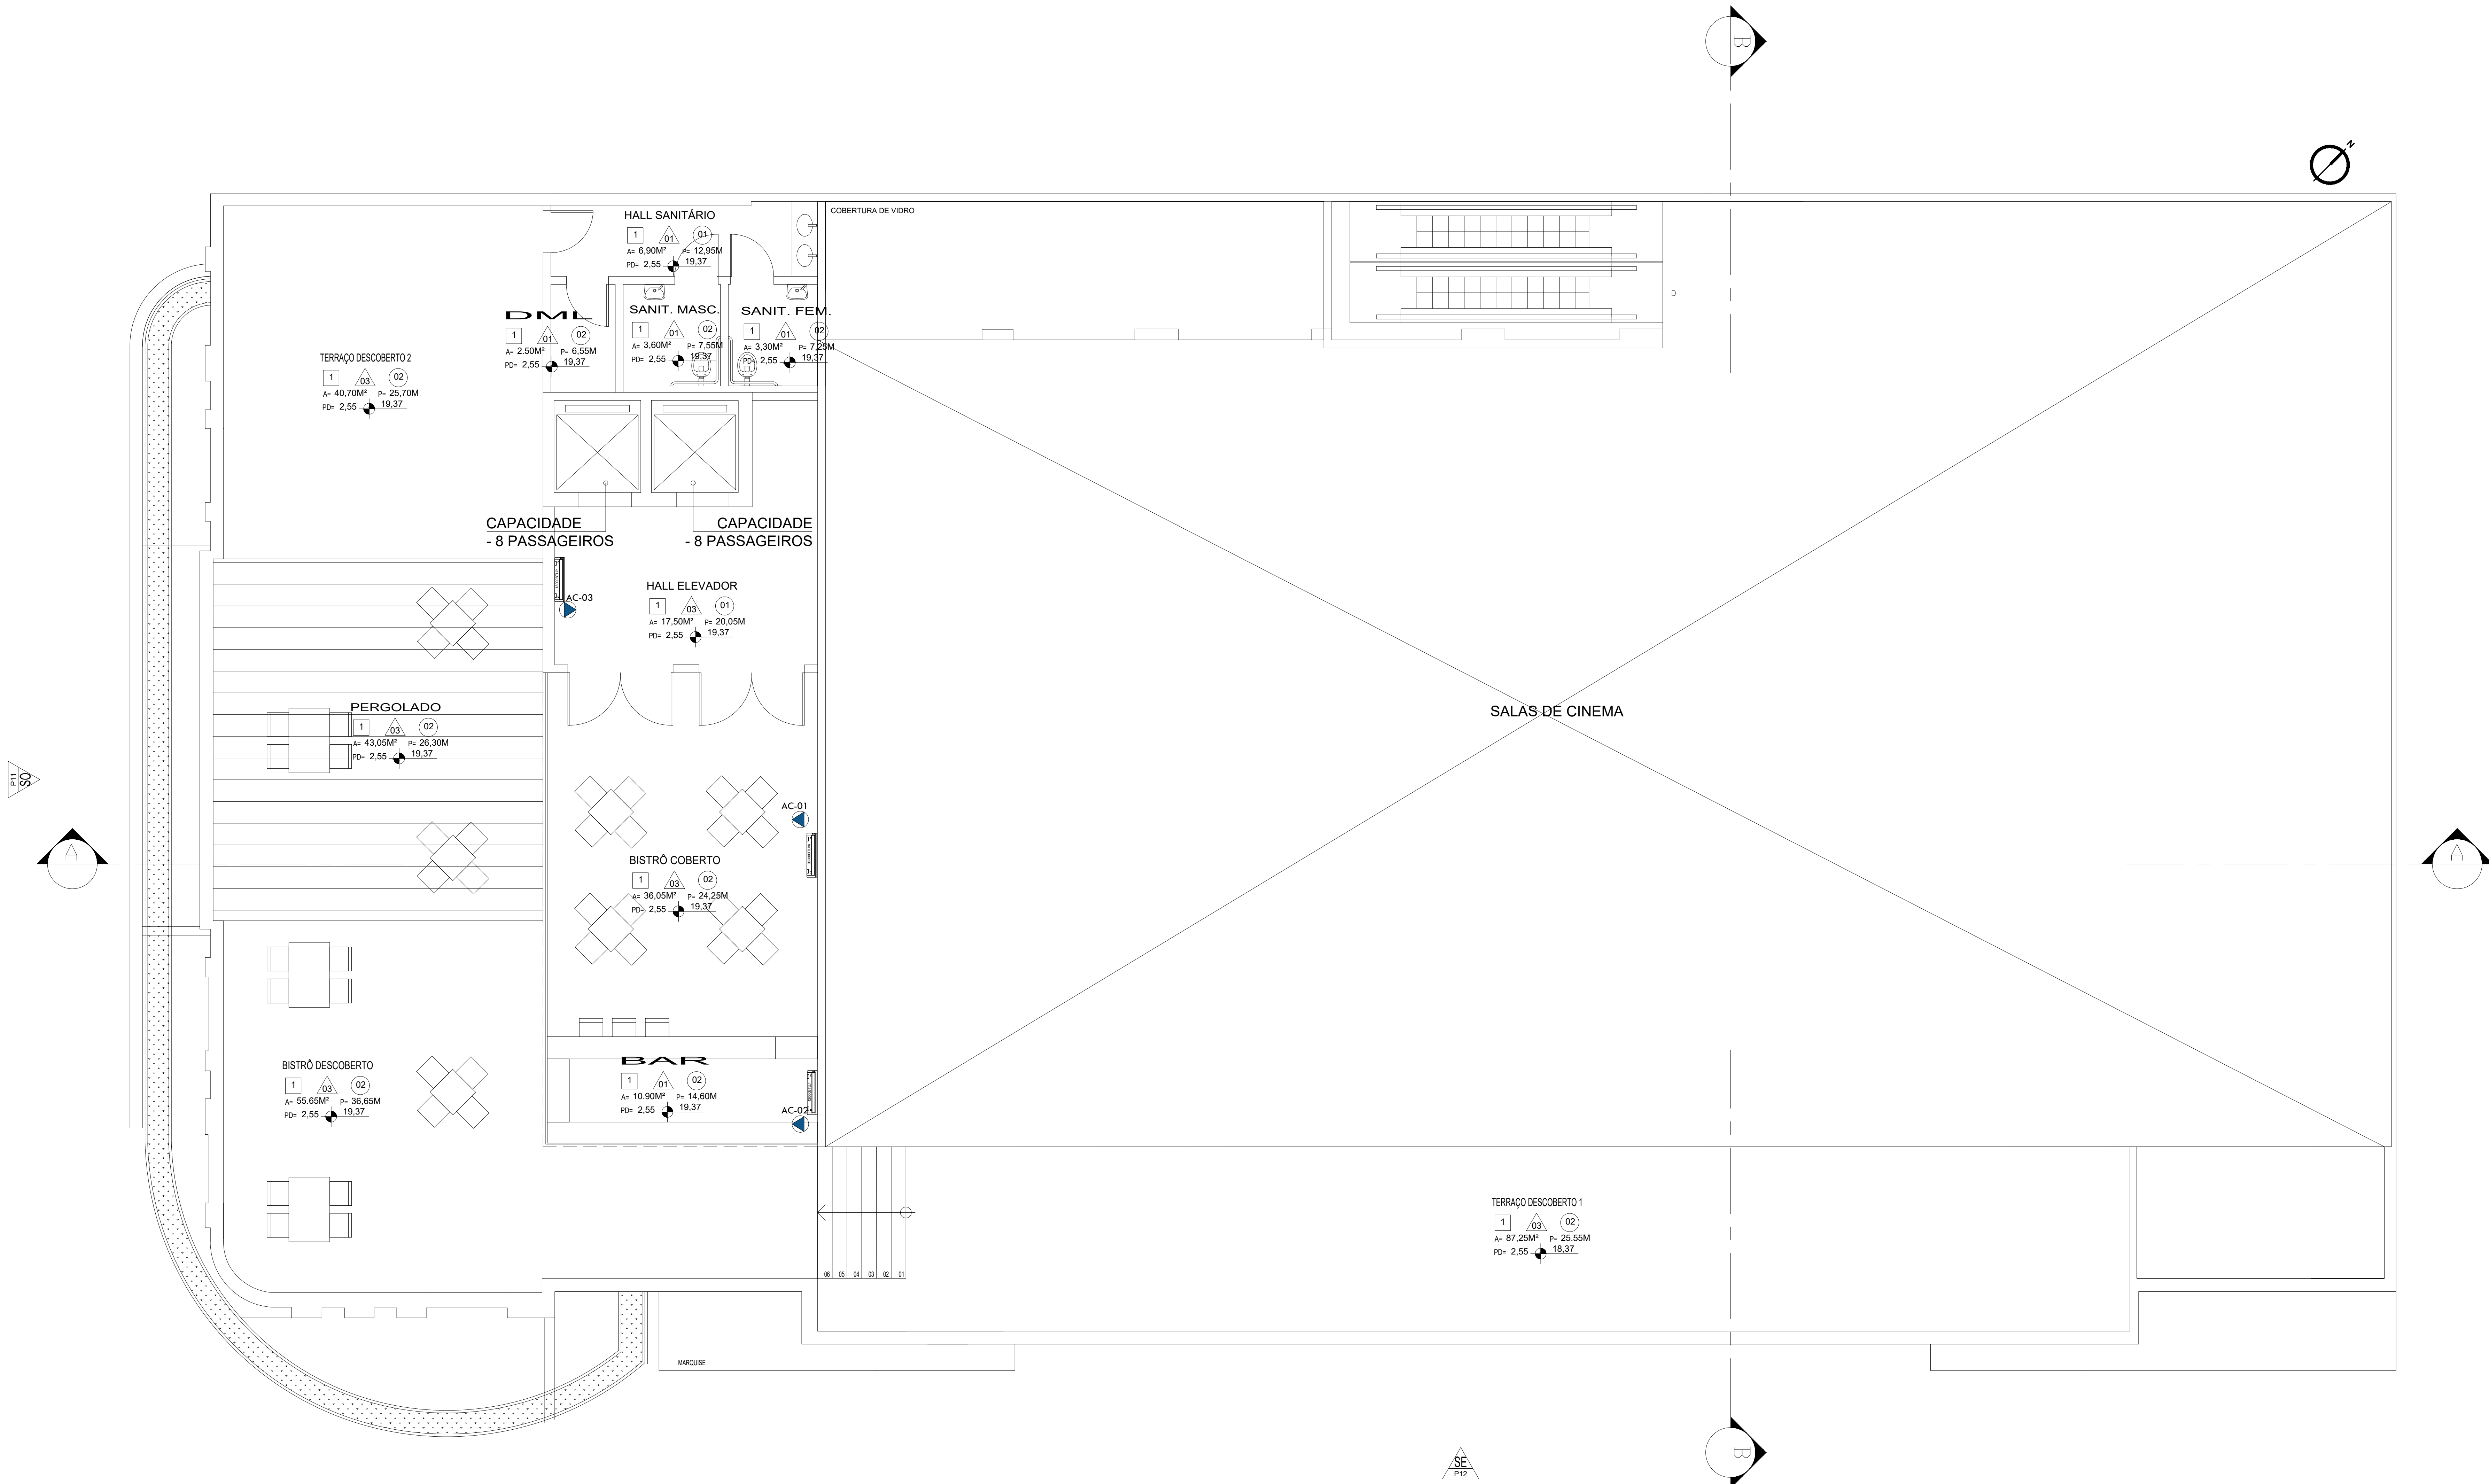 B
N
COBERTURA DE VIDRO
D
HALL SANITÁRIO
1 01 01
A= 6,90M² P= 12,95M
PD= 2,55 19,37
DML
1 01 02
A= 2.50M² P= 6,55M
PD= 2,55 19,37
SANIT. MASC.
1 01 02
A= 3,60M² P= 7,55M
PD= 2,55 19,37
SANIT. FEM.
1 01 02
A= 3,30M² P= 7,25M
PD= 2,55 19,37
TERRAÇO DESCOBERTO 2
1 03 02
A= 40,70M² P= 25,70M
PD= 2,55 19,37
CAPACIDADE
- 8 PASSAGEIROS
CAPACIDADE
- 8 PASSAGEIROS
AC-03
HALL ELEVADOR
1 03 01
A= 17,50M² P= 20,05M
PD= 2,55 19,37
PERGOLADO
1 03 02
A= 43,05M² P= 26,30M
PD= 2,55 19,37
SALAS DE CINEMA
P11
SO
A
A
AC-01
BISTRÔ COBERTO
1 03 02
A= 36,05M² P= 24,25M
PD= 2,55 19,37
BAR
1 01 02
A= 10.90M² P= 14,60M
PD= 2,55 19,37
AC-02
BISTRÔ DESCOBERTO
1 03 02
A= 55.65M² P= 36,65M
PD= 2,55 19,37
TERRAÇO DESCOBERTO 1
1 03 02
A= 87,25M² P= 25.55M
PD= 2,55 18,37
06 05 04 03 02 01
MARQUISE
B
SE
P12